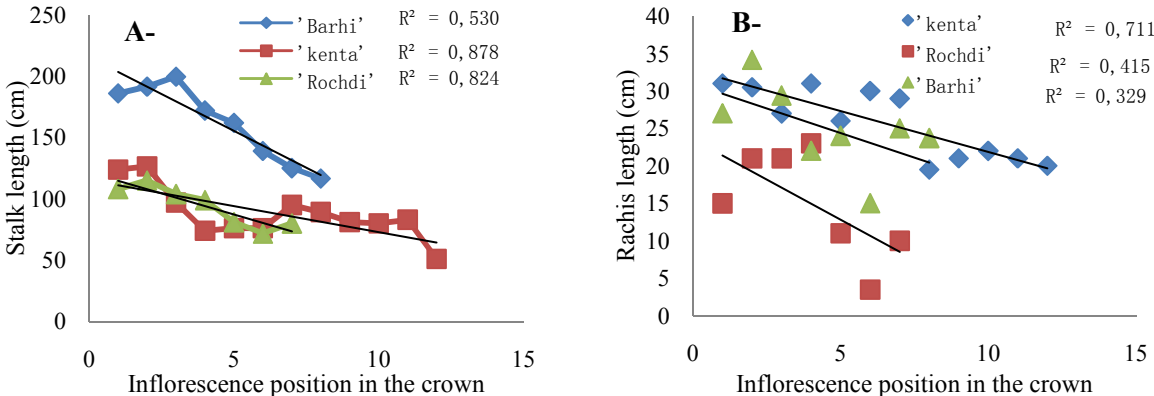 A-
'Barhi' R² = 0,530
'kenta' R² = 0,878
'Rochdi' R² = 0,824
250
200
150
100
50
0
0 5 10 15
Stalk length (cm)
Inflorescence position in the crown
B-
'kenta' R² = 0,711
'Rochdi' R² = 0,415
'Barhi' R² = 0,329
40
35
30
25
20
15
10
5
0
0 5 10 15
Rachis length (cm)
Inflorescence position in the crown